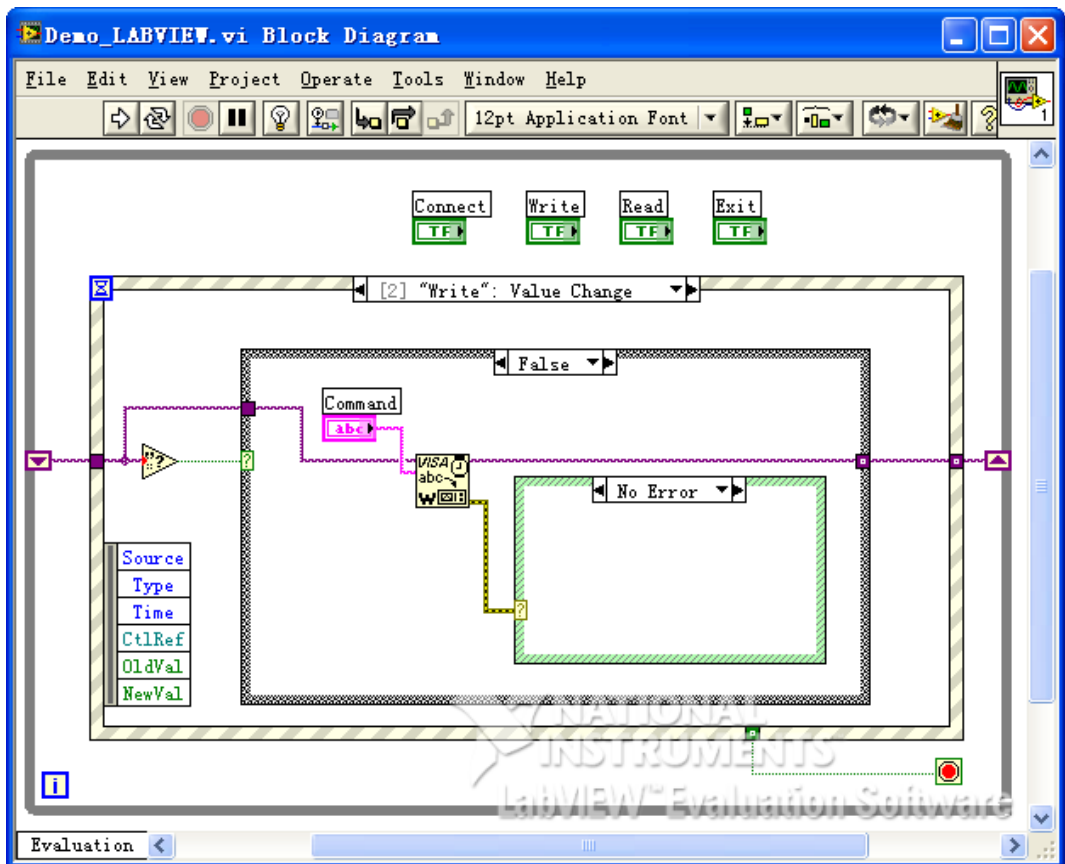 Demo_LABVIEW.vi Block Diagram
File Edit View Project Operate Tools Window Help
12pt Application Font
1
Connect Write Read Exit
TF TF TF TF
[2] "Write": Value Change
False
Command
abc
"? 
?
VISA
abc
W
No Error
?
Source
Type
Time
CtlRef
OldVal
NewVal
NATIONAL
INSTRUMENTS
i
LabVIEW™ Evaluation Software
Evaluation